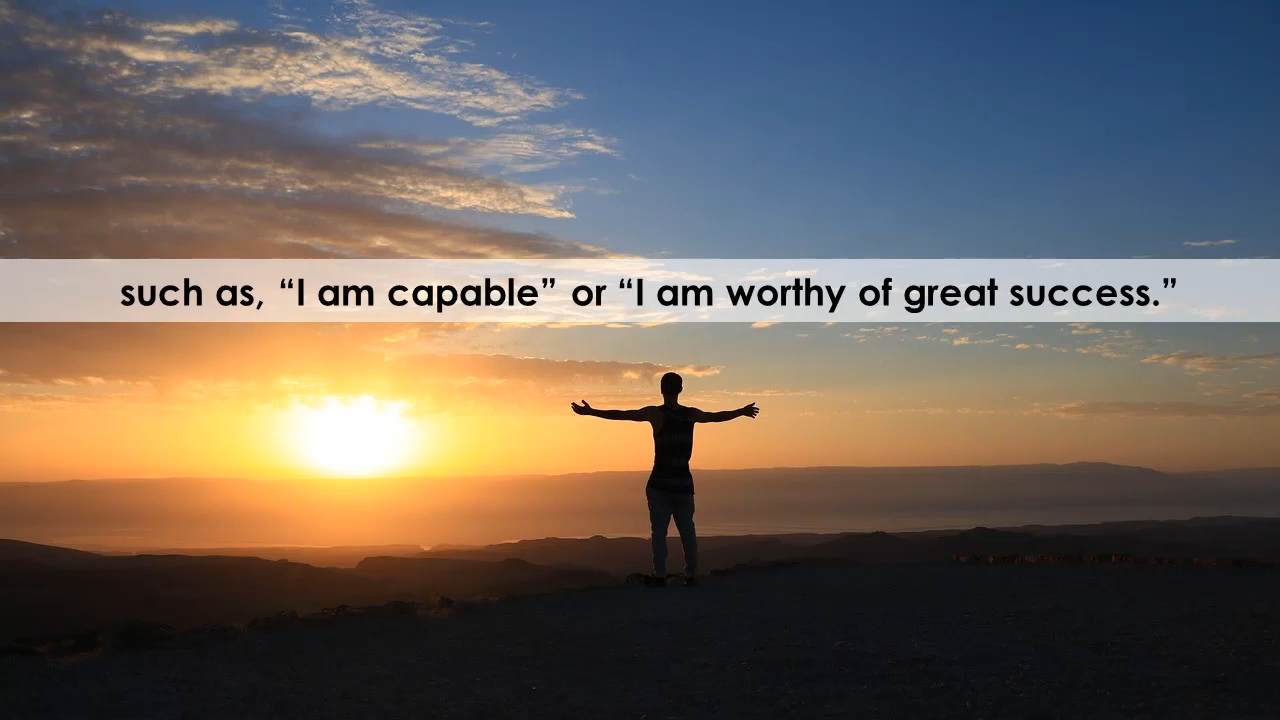 such as, “I am capable” or “I am worthy of great success.”